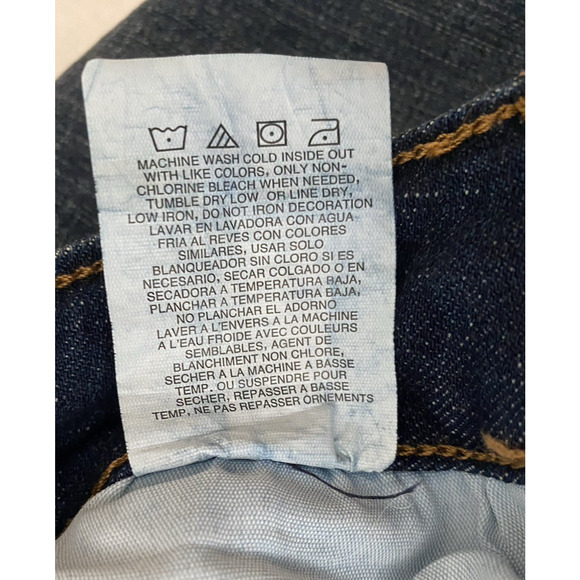 MACHINE WASH COLD INSIDE OUT
WITH LIKE COLORS, ONLY NON-
CHLORINE BLEACH WHEN NEEDED,
TUMBLE DRY LOW OR LINE DRY,
LOW IRON, DO NOT IRON DECORATION
LAVAR EN LAVADORA CON AGUA
FRIA AL REVES CON COLORES
SIMILARES, USAR SOLO
BLANQUEADOR SIN CLORO SI ES
NECESARIO, SECAR COLGADO O EN
SECADORA A TEMPERATURA BAJA,
PLANCHAR A TEMPERATURA BAJA,
NO PLANCHAR EL ADORNO
LAVER A L'ENVERS A LA MACHINE
A L'EAU FROIDE AVEC COULEURS
SEMBLABLES, AGENT DE
BLANCHIMENT NON CHLORE,
SECHER A LA MACHINE A BASSE
TEMP. OU SUSPENDRE POUR
SECHER, REPASSER A BASSE
TEMP. NE PAS REPASSER ORNEMENTS